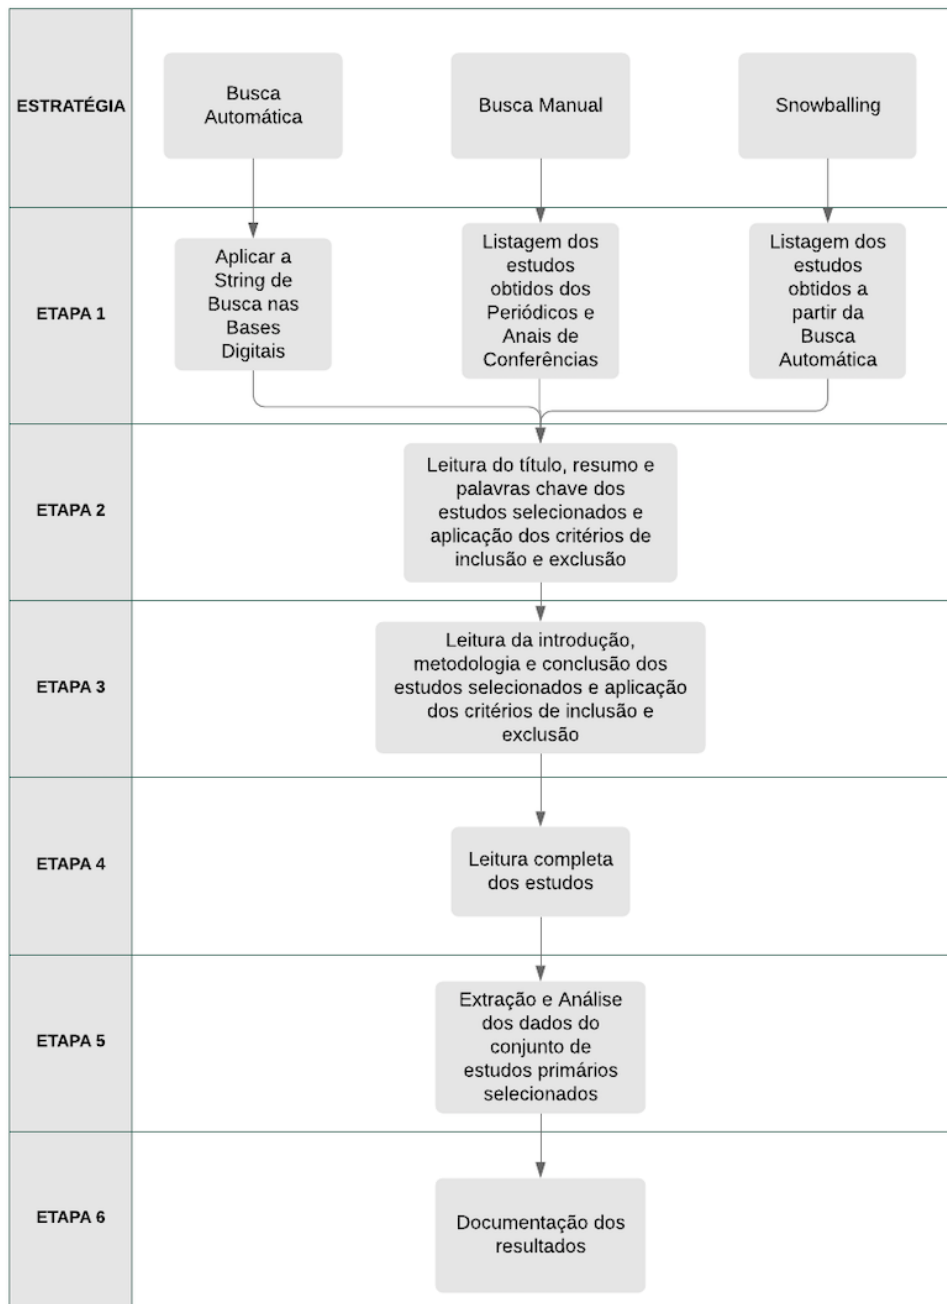 ESTRATÉGIA
Busca
Automática
Busca Manual
Snowballing
ETAPA 1
Aplicar a
String de
Busca nas
Bases
Digitais
Listagem dos
estudos
obtidos dos
Periódicos e
Anais de
Conferências
Listagem dos
estudos
obtidos a
partir da
Busca
Automática
ETAPA 2
Leitura do título, resumo e
palavras chave dos
estudos selecionados e
aplicação dos critérios de
inclusão e exclusão
ETAPA 3
Leitura da introdução,
metodologia e conclusão dos
estudos selecionados e aplicação
dos critérios de inclusão e
exclusão
ETAPA 4
Leitura completa
dos estudos
ETAPA 5
Extração e Análise
dos dados do
conjunto de
estudos primários
selecionados
ETAPA 6
Documentação dos
resultados